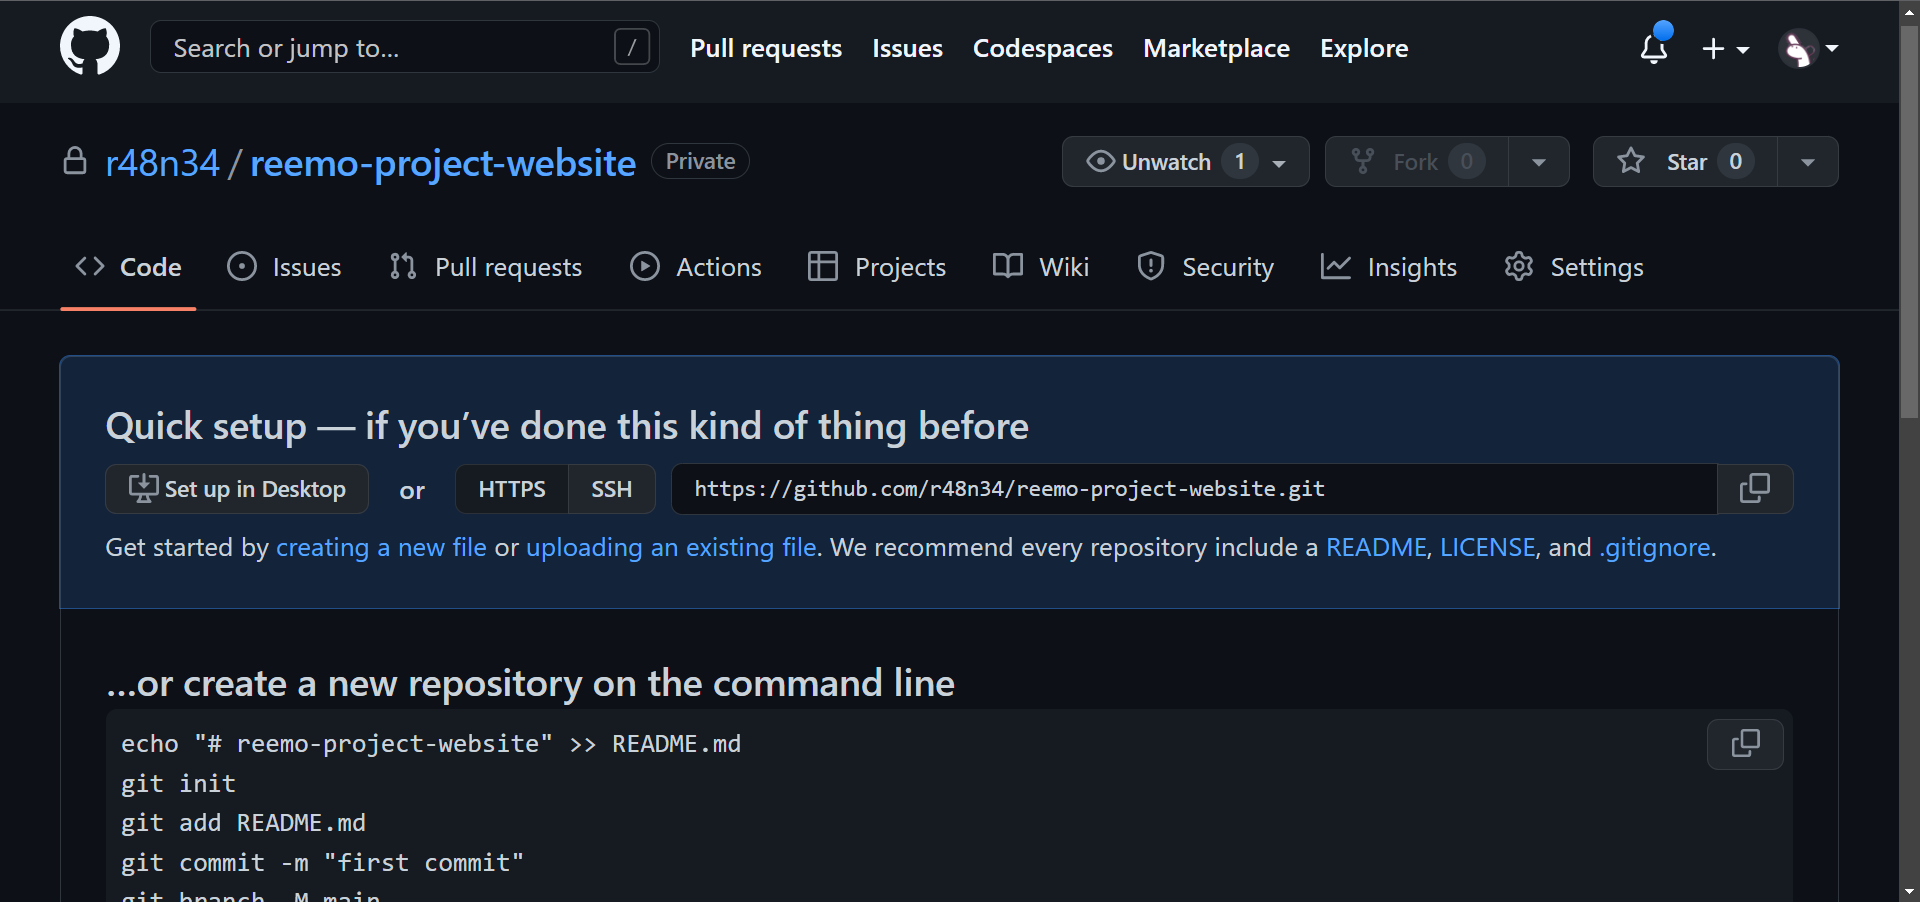 Search or jump to... / Pull requests Issues Codespaces Marketplace Explore
r48n34 / reemo-project-website Private Unwatch 1 Fork 0 Star 0
Code Issues Pull requests Actions Projects Wiki Security Insights Settings
Quick setup — if you’ve done this kind of thing before
Set up in Desktop or HTTPS SSH https://github.com/r48n34/reemo-project-website.git
Get started by creating a new file or uploading an existing file. We recommend every repository include a README, LICENSE, and .gitignore.
…or create a new repository on the command line
echo "# reemo-project-website" >> README.md
git init
git add README.md
git commit -m "first commit"
git branch -M main